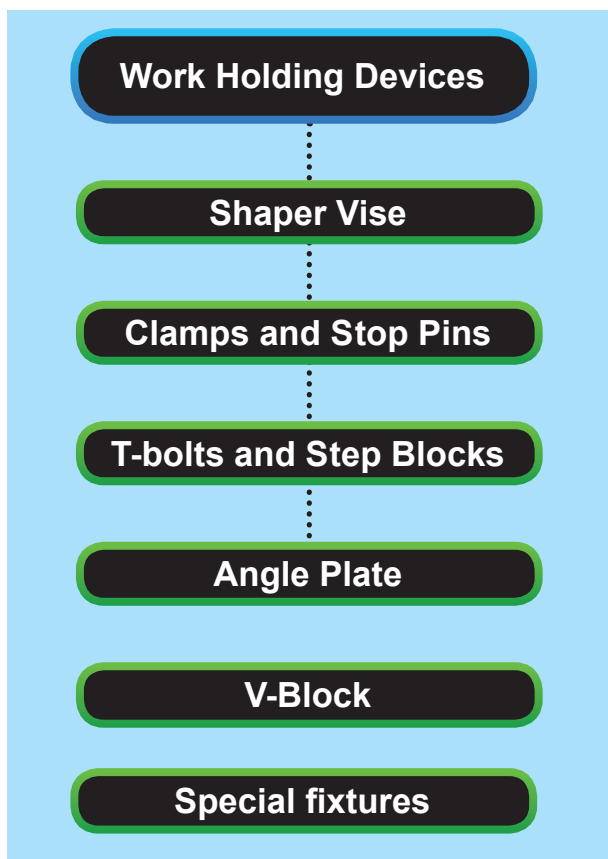 Work Holding Devices
Shaper Vise
Clamps and Stop Pins
T-bolts and Step Blocks
Angle Plate
V-Block
Special fixtures